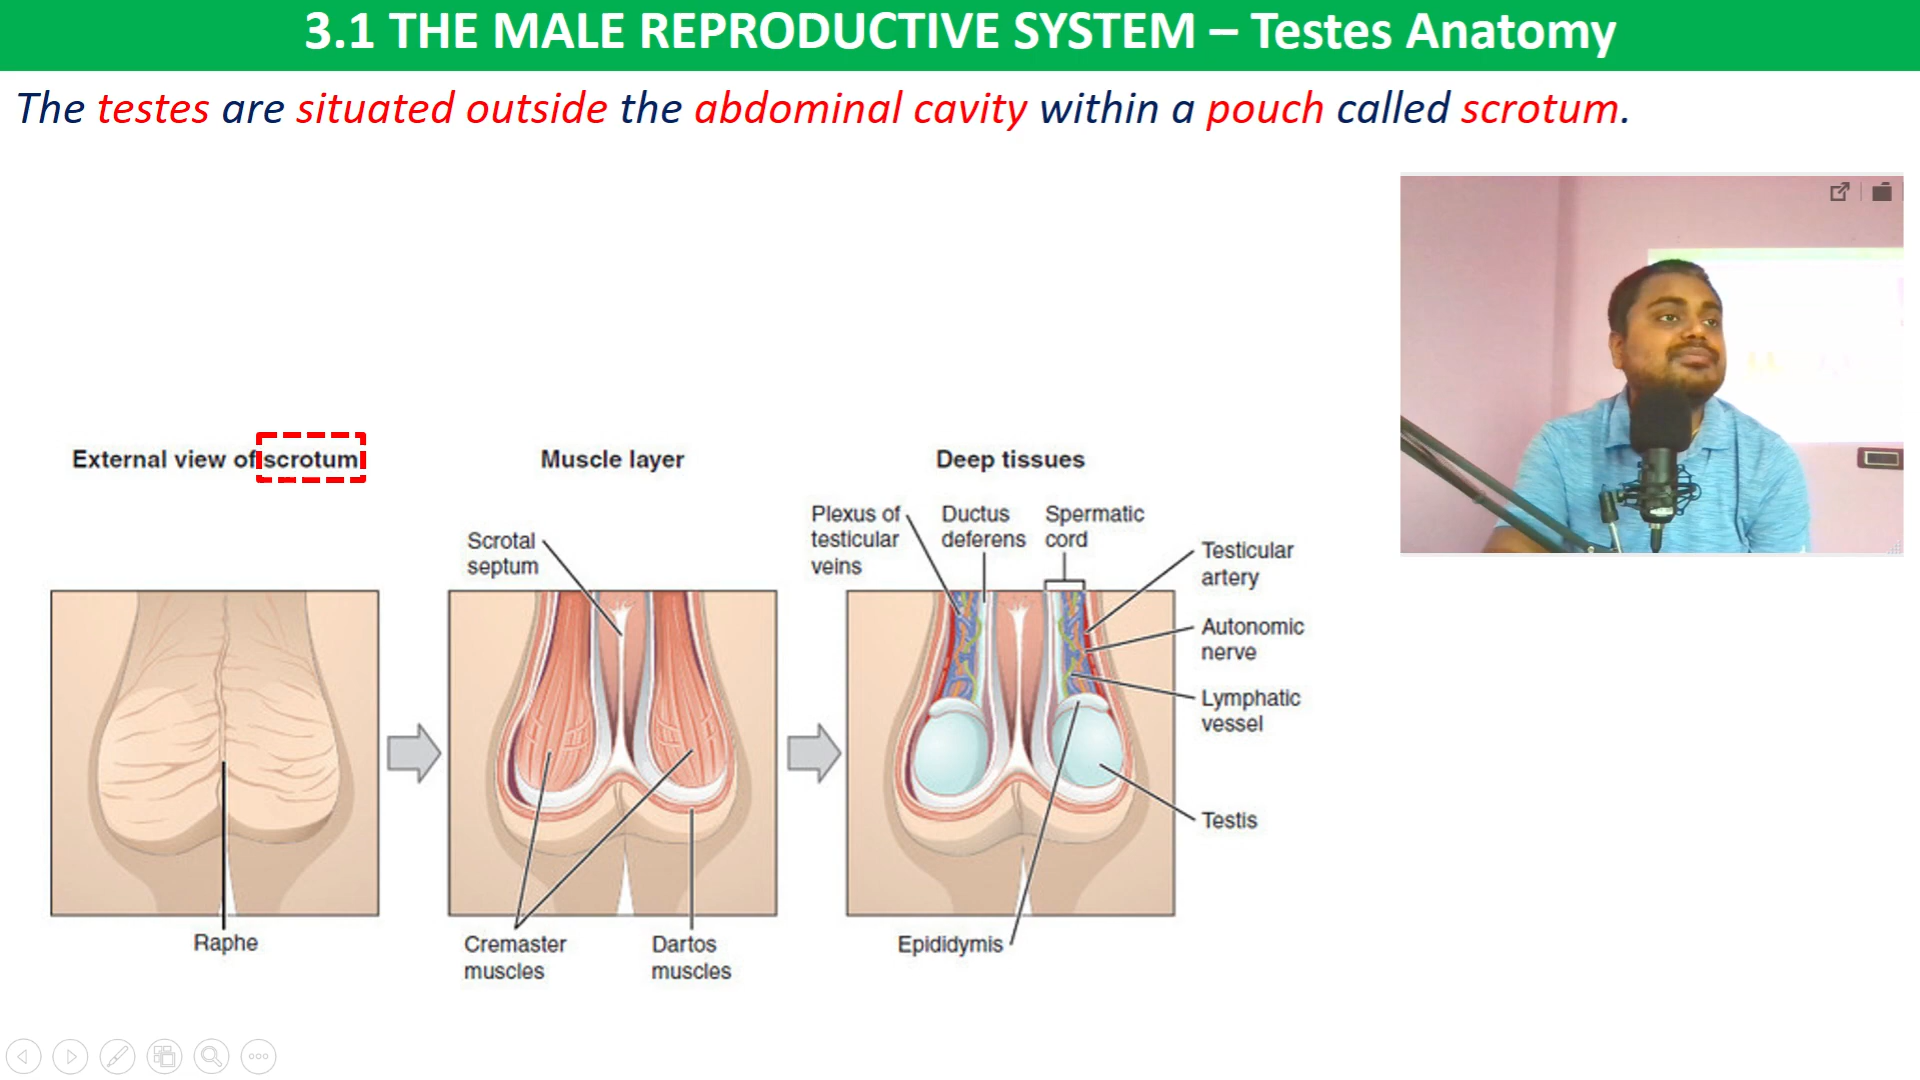 3.1 THE MALE REPRODUCTIVE SYSTEM – Testes Anatomy
The testes are situated outside the abdominal cavity within a pouch called scrotum.
External view of scrotum
Raphe
Muscle layer
Scrotal
septum
Cremaster
muscles
Dartos
muscles
Deep tissues
Plexus of
testicular
veins
Ductus
deferens
Spermatic
cord
Testicular
artery
Autonomic
nerve
Lymphatic
vessel
Testis
Epididymis